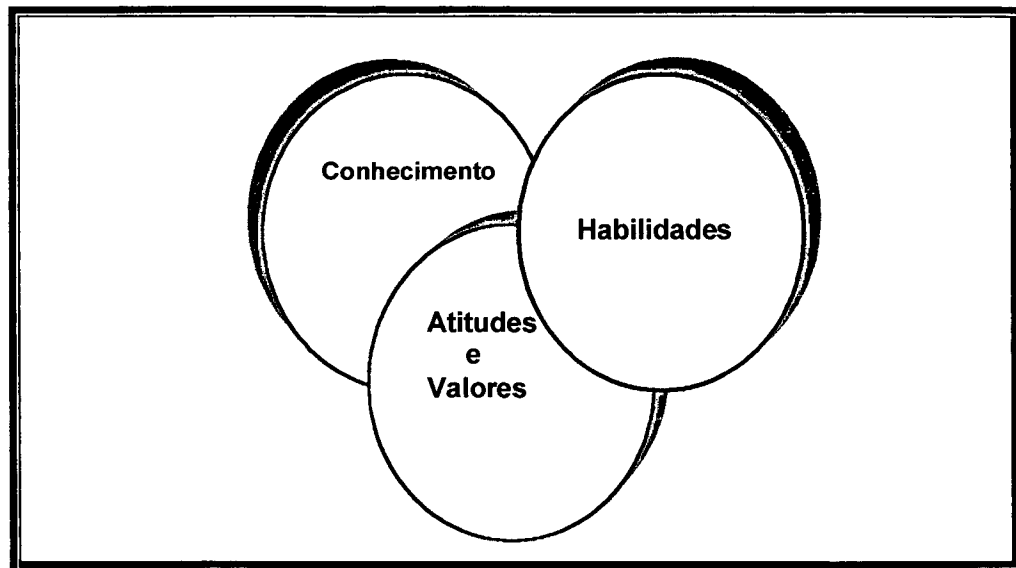 Conhecimento
Habilidades
Atitudes
e
Valores